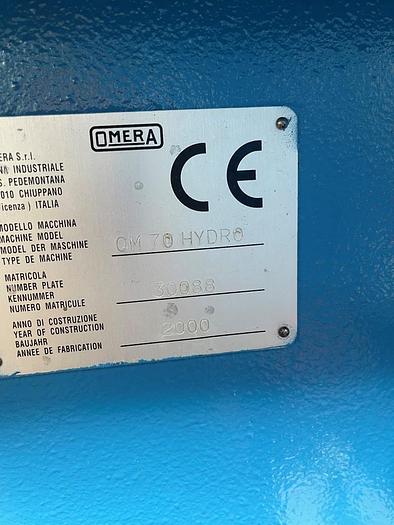 OMERA
CE
ERA S.r.l.
INDUSTRIALE
S. PEDEMONTANA
010 CHIUPPANO
icenza) ITALIA
MODELLO MACCHINA
MACHINE MODEL
MODEL DER MASCHINE
TYPE DE MACHINE
OM 70 HYDRO
MATRICOLA
NUMBER PLATE
KENNUMMER
NUMERO MATRICULE
30088
ANNO DI COSTRUZIONE
YEAR OF CONSTRUCTION
BAUJAHR
ANNEE DE FABRICATION
2000